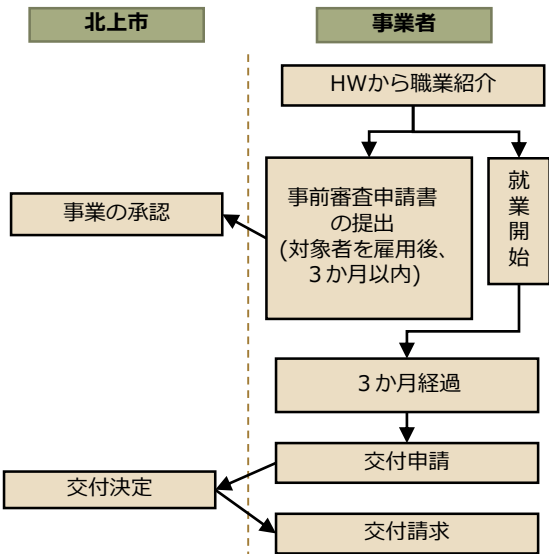 北上市
事業者
HWから職業紹介
事前審査申請書
の提出
(対象者を雇用後、
３か月以内)
就
業
開
始
事業の承認
３か月経過
交付申請
交付決定
交付請求